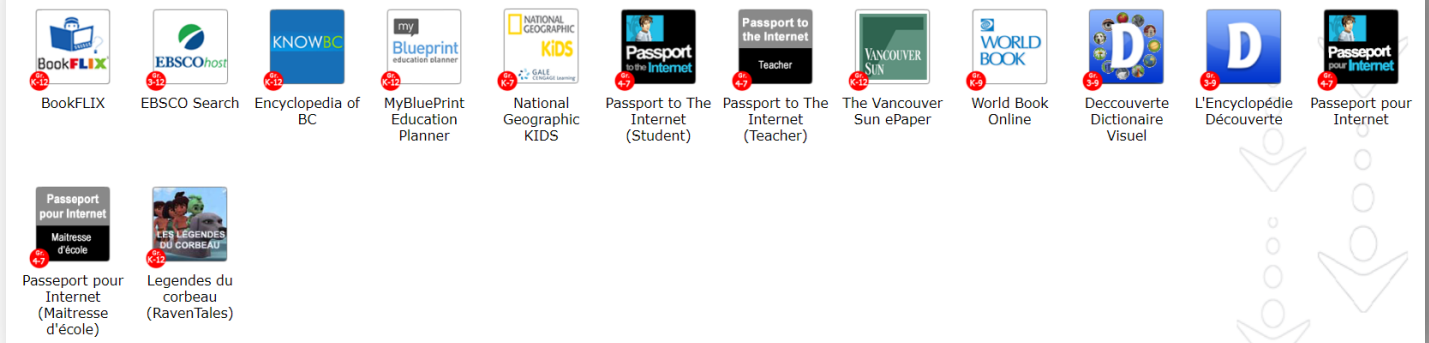 BookFLIX
Gr.
K-12
BookFLIX
EBSCOhost
Gr.
3-12
EBSCO Search
KNOWBC
Gr.
K-12
Encyclopedia of
BC
my
Blueprint
education planner
Gr.
K-12
MyBluePrint
Education
Planner
NATIONAL
GEOGRAPHIC
KiDS
GALE
CENGAGE Learning
Gr.
K-7
National
Geographic
KIDS
Passport
to the Internet
Gr.
4-7
Passport to The
Internet
(Student)
Passport to
the Internet
Teacher
Gr.
4-7
Passport to The
Internet
(Teacher)
VANCOUVER
SUN
Gr.
K-12
The Vancouver
Sun ePaper
WORLD
BOOK
Gr.
K-9
World Book
Online
D
Gr.
3-9
Deccouverte
Dictionaire
Visuel
D
Gr.
3-9
L'Encyclopédie
Découverte
Passeport
pour Internet
Gr.
4-7
Passeport pour
Internet
Passeport
pour Internet
Maitresse
d'école
Gr.
4-7
Passeport pour
Internet
(Maitresse
d'école)
LES LÉGENDES
DU CORBEAU
Gr.
K-12
Legendes du
corbeau
(RavenTales)